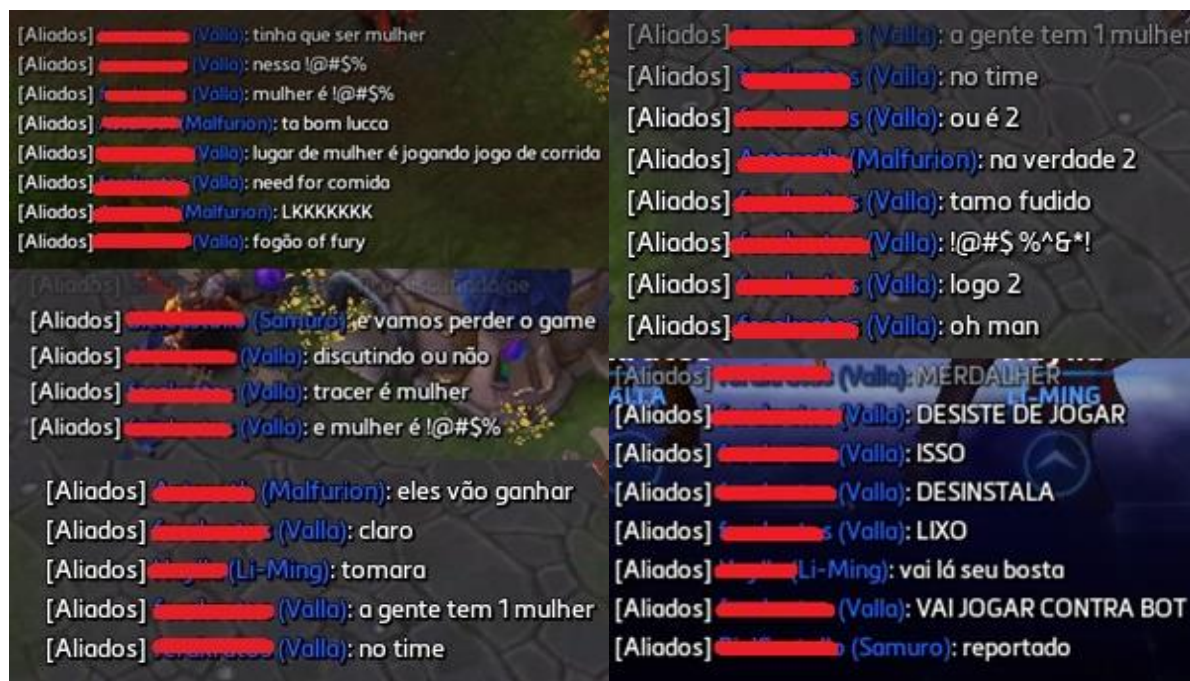 [Aliados] (Valla): tinha que ser mulher
[Aliados] (Valla): nessa !@#$%
[Aliados] (Valla): mulher é !@#$%
[Aliados] (Malfurion): ta bom lucca
[Aliados] (Valla): lugar de mulher é jogando jogo de corrida
[Aliados] (Valla): need for comida
[Aliados] (Malfurion): LKKKKKKK
[Aliados] (Valla): fogão of fury
[Aliados] (Samuro): e vamos perder o game
[Aliados] (Valla): discutindo ou não
[Aliados] (Valla): tracer é mulher
[Aliados] (Valla): e mulher é !@#$%
[Aliados] (Malfurion): eles vão ganhar
[Aliados] (Valla): claro
[Aliados] (Li-Ming): tomara
[Aliados] (Valla): a gente tem 1 mulher
[Aliados] (Valla): no time
[Aliados] (Valla): a gente tem 1 mulher
[Aliados] (Valla): no time
[Aliados] (Valla): ou é 2
[Aliados] (Malfurion): na verdade 2
[Aliados] (Valla): tamo fudido
[Aliados] (Valla): !@#$ %^&*!
[Aliados] (Valla): logo 2
[Aliados] (Valla): oh man
[Aliados] (Valla): MERDALHER
LI-MING
[Aliados] (Valla): DESISTE DE JOGAR
[Aliados] (Valla): ISSO
[Aliados] (Valla): DESINSTALA
[Aliados] (Valla): LIXO
[Aliados] (Li-Ming): vai lá seu bosta
[Aliados] (Valla): VAI JOGAR CONTRA BOT
[Aliados] (Samuro): reportado